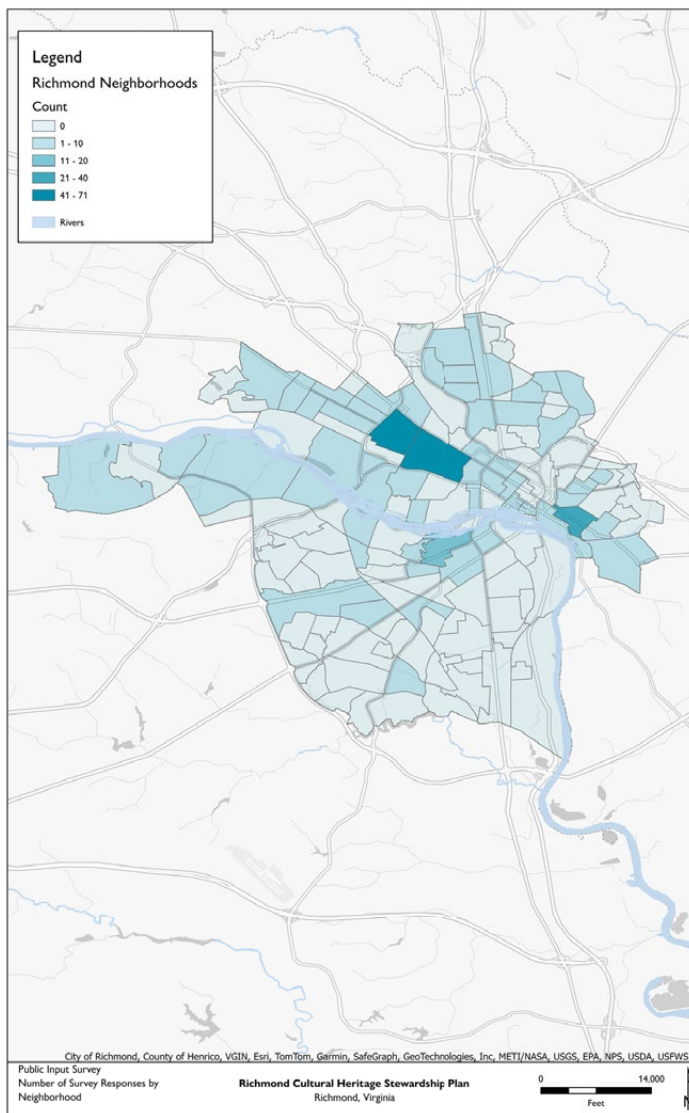 Legend
Richmond Neighborhoods
Count
0
1 - 10
11 - 20
21 - 40
41 - 71
Rivers
City of Richmond, County of Henrico, VGIN, Esri, TomTom, Garmin, SafeGraph, GeoTechnologies, Inc, METI/NASA, USGS, EPA, NPS, USDA, USFWS
Public Input Survey
Number of Survey Responses by
Neighborhood
Richmond Cultural Heritage Stewardship Plan
Richmond, Virginia
0 14,000
Feet
N